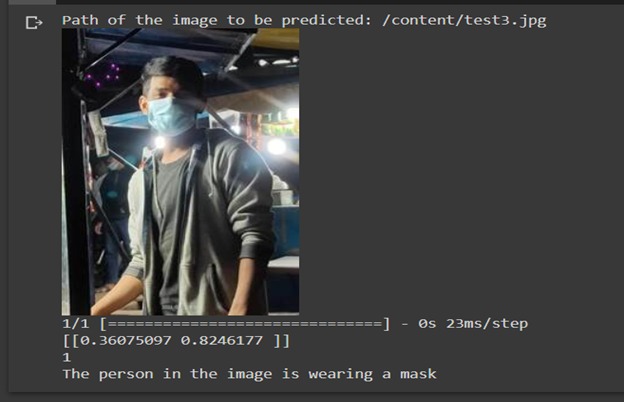 Path of the image to be predicted: /content/test3.jpg
1/1 [==============================] - 0s 23ms/step
[[0.36075097 0.8246177 ]]
1
The person in the image is wearing a mask